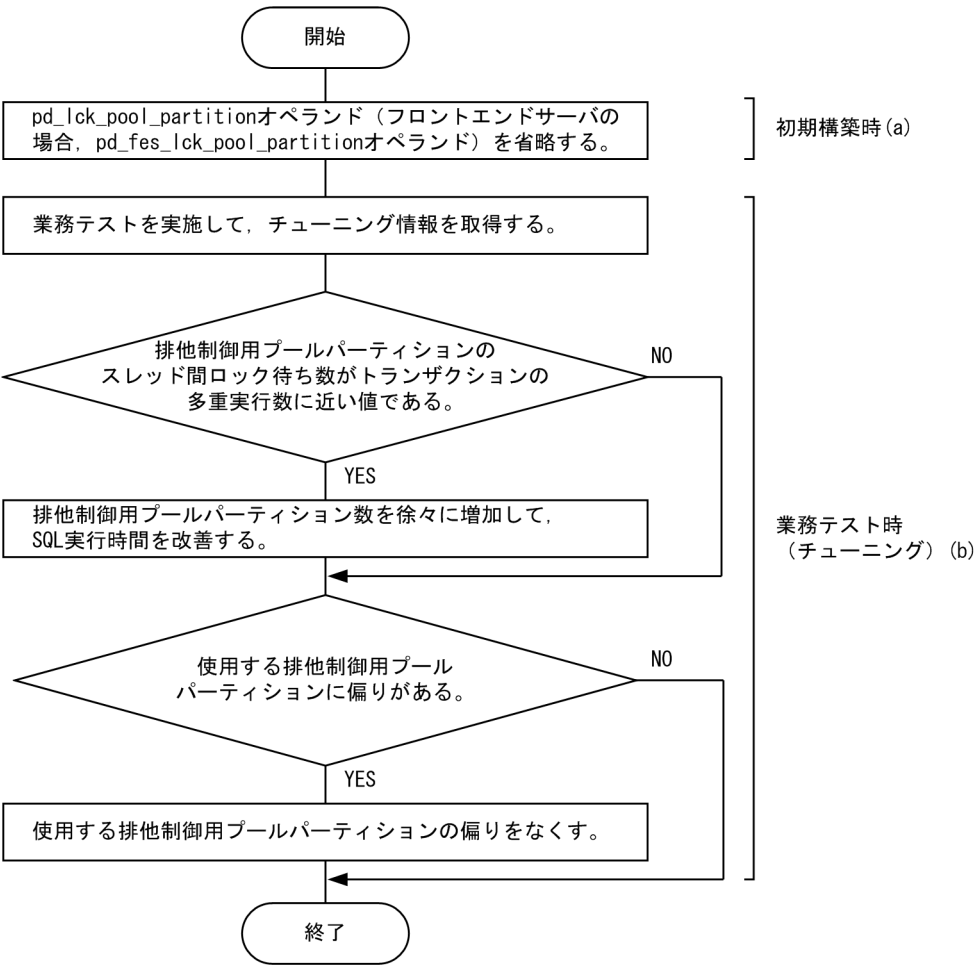 開始
pd_lck_pool_partitionオペランド（フロントエンドサーバの
場合，pd_fes_lck_pool_partitionオペランド）を省略する。
初期構築時(a)
業務テストを実施して，チューニング情報を取得する。
排他制御用プールパーティションの
スレッド間ロック待ち数がトランザクションの
多重実行数に近い値である。
NO
YES
排他制御用プールパーティション数を徐々に増加して，
SQL実行時間を改善する。
業務テスト時
（チューニング）(b)
使用する排他制御用プール
パーティションに偏りがある。
NO
YES
使用する排他制御用プールパーティションの偏りをなくす。
終了